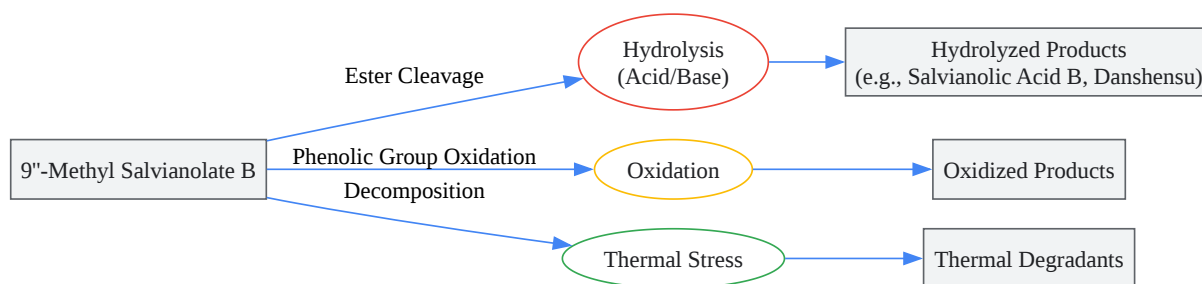 Hydrolysis
(Acid/Base)
Hydrolyzed Products
(e.g., Salvianolic Acid B, Danshensu)
Ester Cleavage
9"-Methyl Salvianolate B
Phenolic Group Oxidation
Oxidation
Oxidized Products
Decomposition
Thermal Stress
Thermal Degradants